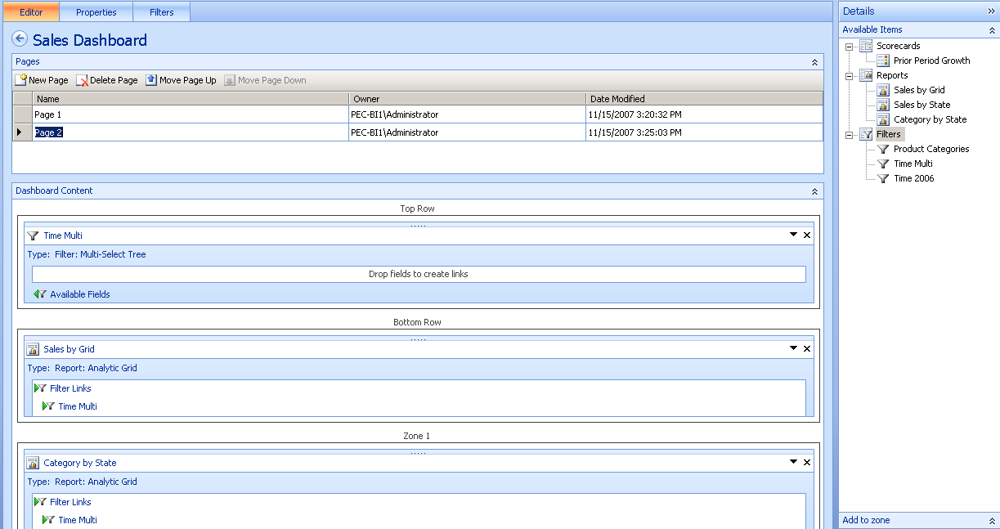 Editor Properties Filters
Sales Dashboard
Pages
New Page Delete Page Move Page Up Move Page Down
Name Owner Date Modified
Page 1 PEC-BI1\Administrator 11/15/2007 3:20:32 PM
Page 2 PEC-BI1\Administrator 11/15/2007 3:25:03 PM
Dashboard Content
Top Row
Time Multi
Type: Filter: Multi-Select Tree
Drop fields to create links
Available Fields
Bottom Row
Sales by Grid
Type: Report: Analytic Grid
Filter Links
Time Multi
Zone 1
Category by State
Type: Report: Analytic Grid
Filter Links
Time Multi
Details
Available Items
Scorecards
Prior Period Growth
Reports
Sales by Grid
Sales by State
Category by State
Filters
Product Categories
Time Multi
Time 2006
Add to zone